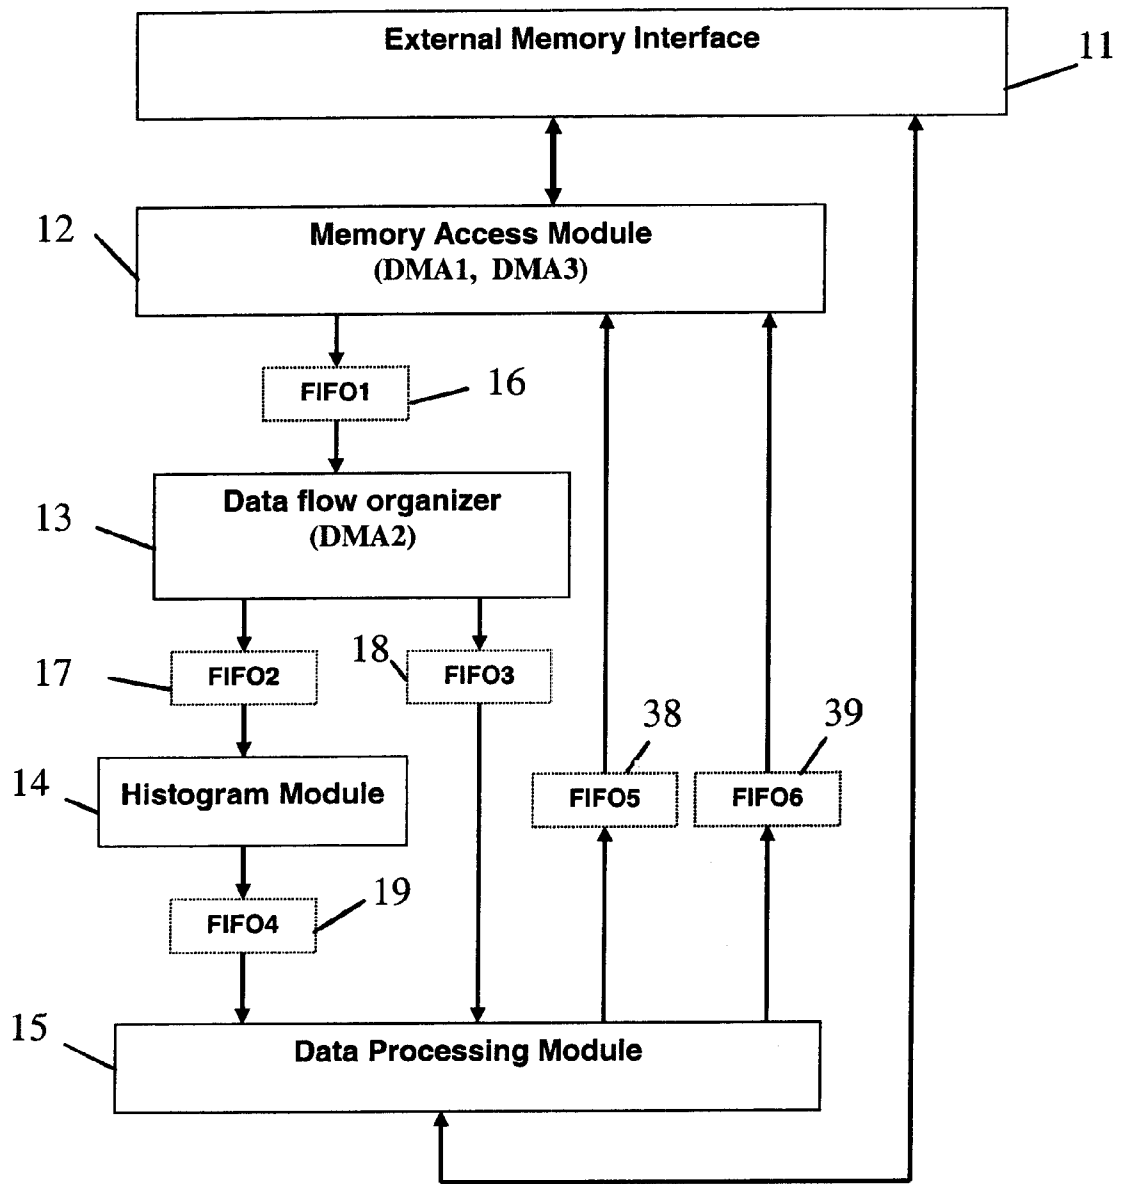 External Memory Interface
11
12
Memory Access Module
(DMA1, DMA3)
FIFO1
16
13
Data flow organizer
(DMA2)
17
FIFO2
18
FIFO3
38
39
14
Histogram Module
FIFO5
FIFO6
19
FIFO4
15
Data Processing Module